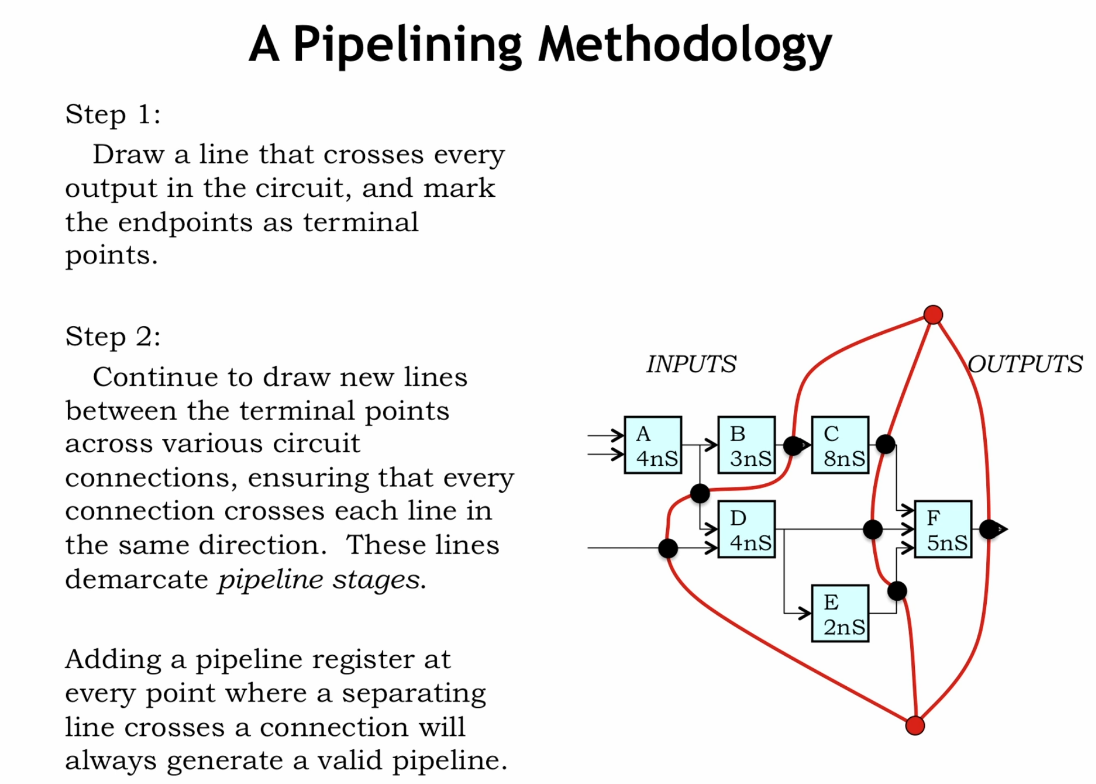 A Pipelining Methodology
Step 1:
Draw a line that crosses every
output in the circuit, and mark
the endpoints as terminal
points.
Step 2:
Continue to draw new lines
between the terminal points
across various circuit
connections, ensuring that every
connection crosses each line in
the same direction. These lines
demarcate pipeline stages.
Adding a pipeline register at
every point where a separating
line crosses a connection will
always generate a valid pipeline.
INPUTS
OUTPUTS
A
4nS
B
3nS
C
8nS
D
4nS
F
5nS
E
2nS